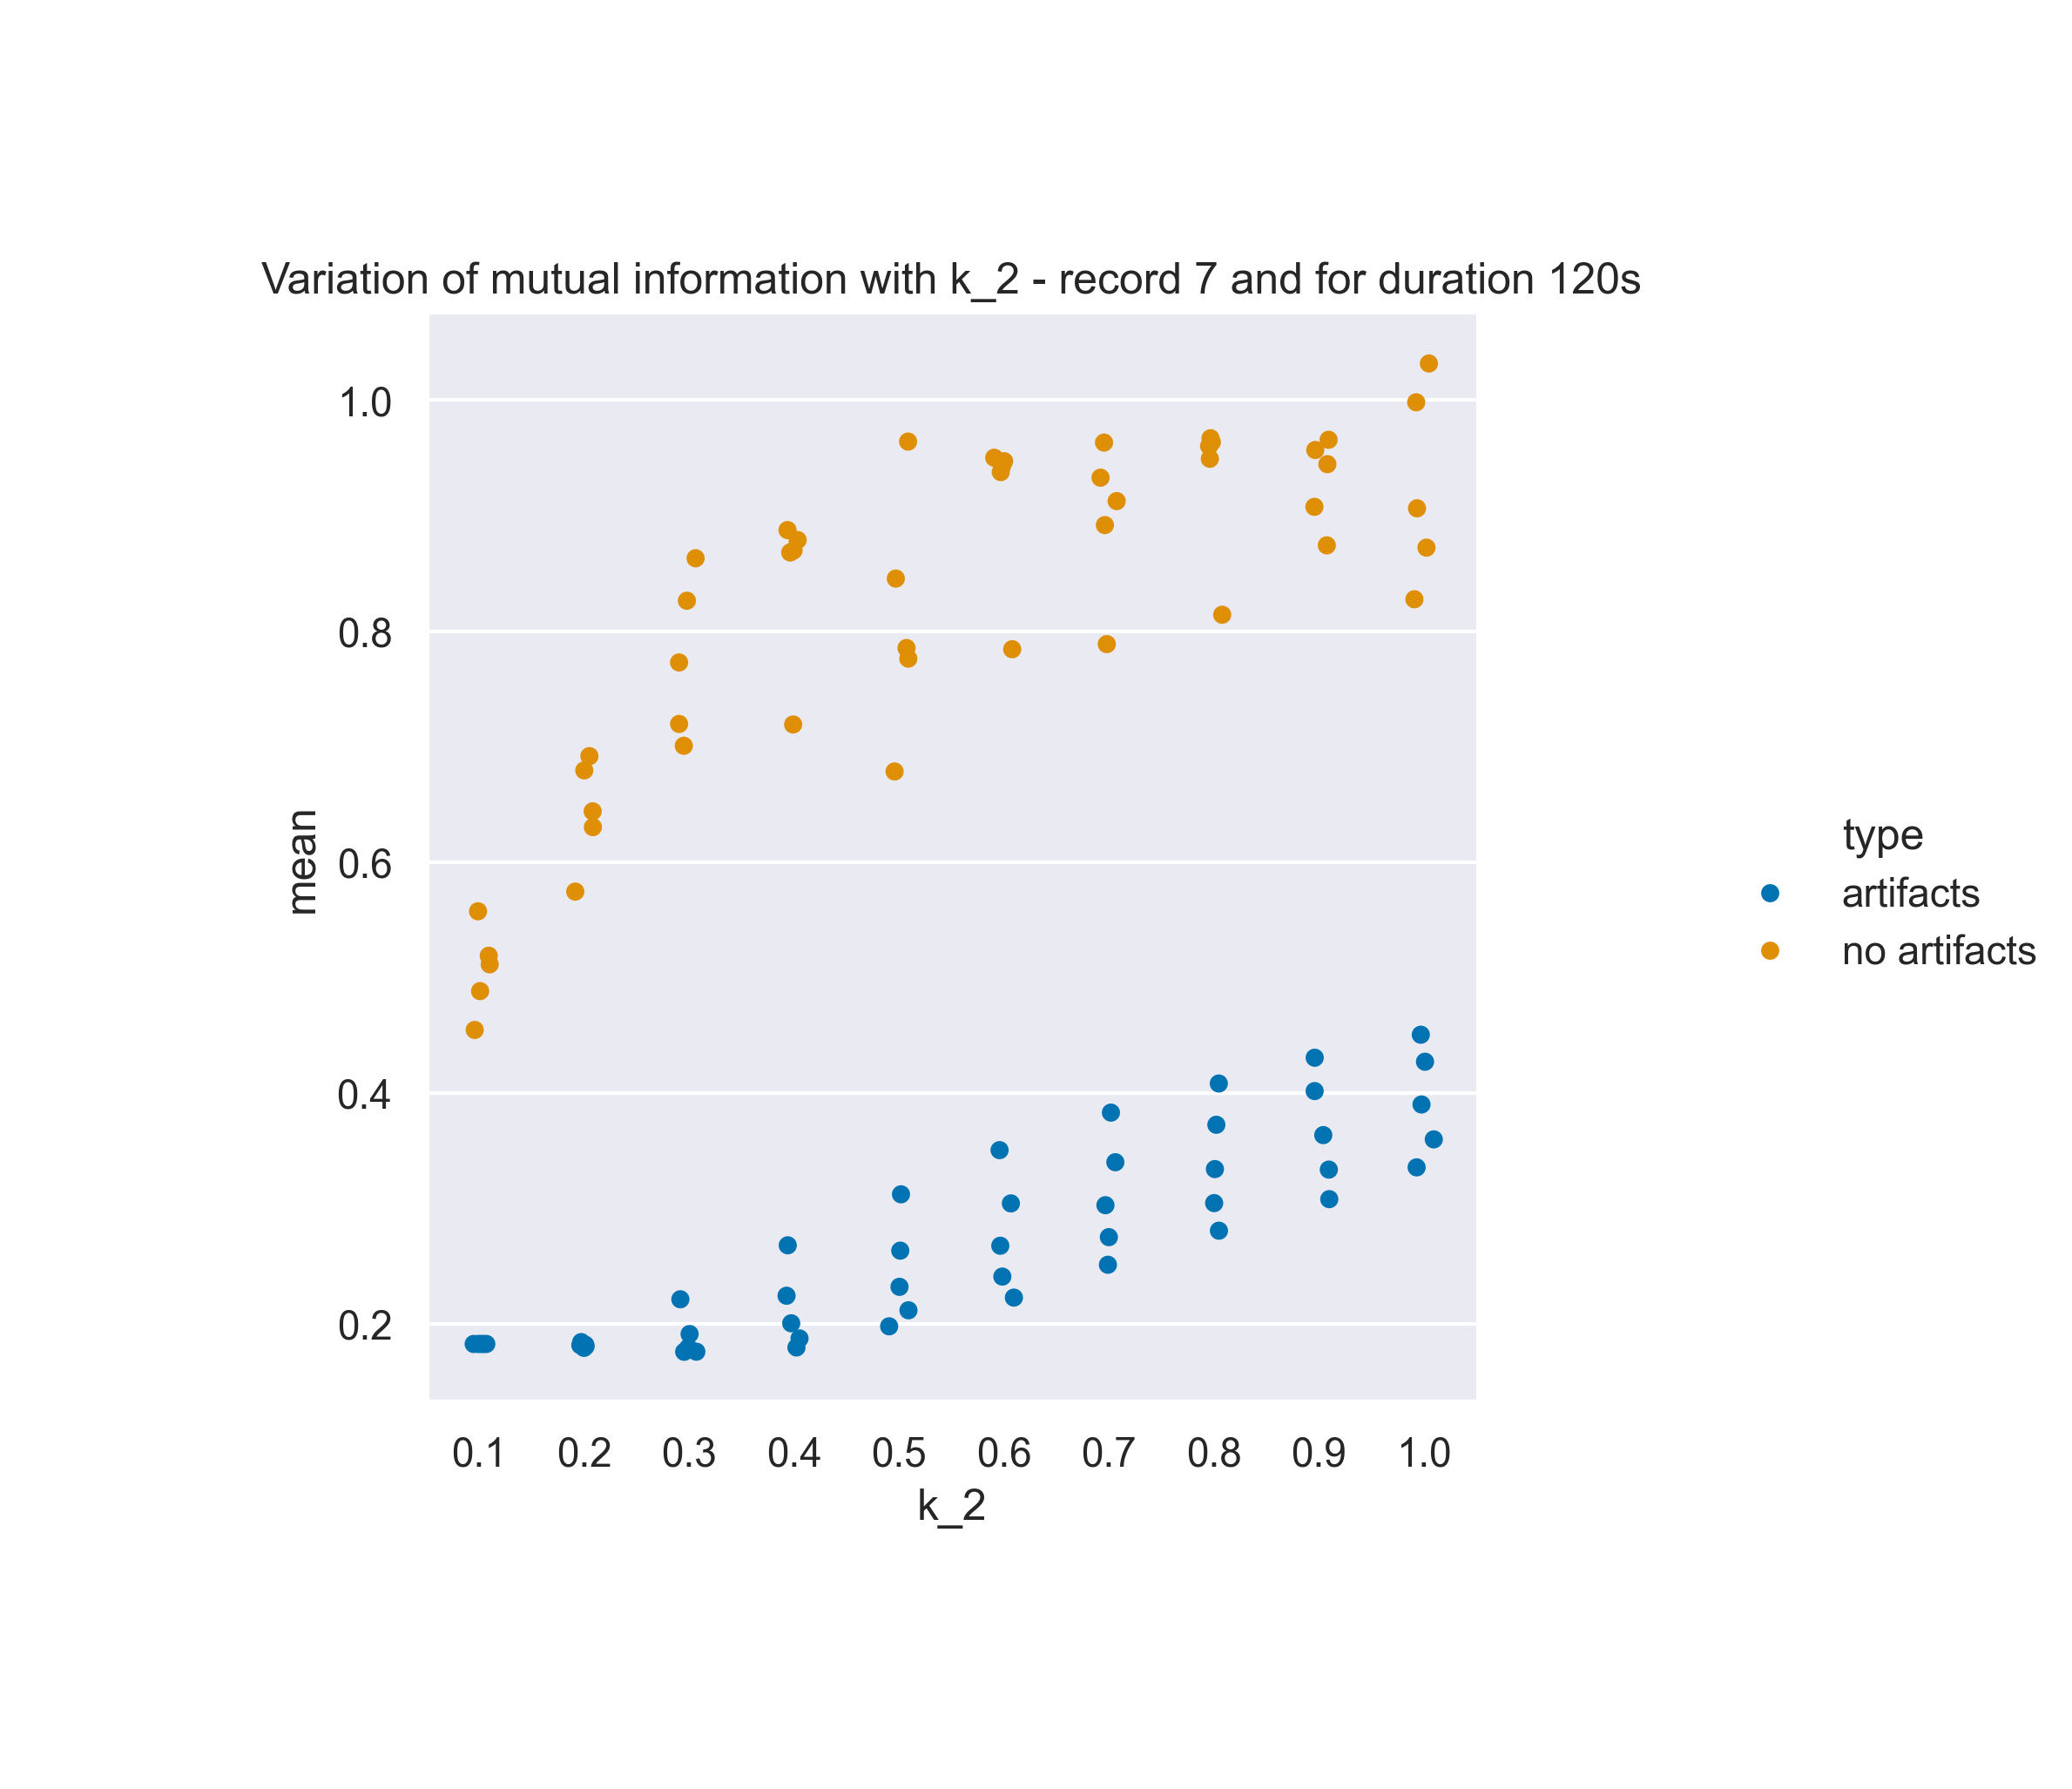 Variation of mutual information with k_2 - record 7 and for duration 120s
1.0
0.8
0.6
0.4
0.2
mean
0.1 0.2 0.3 0.4 0.5 0.6 0.7 0.8 0.9 1.0
k_2
type
artifacts
no artifacts